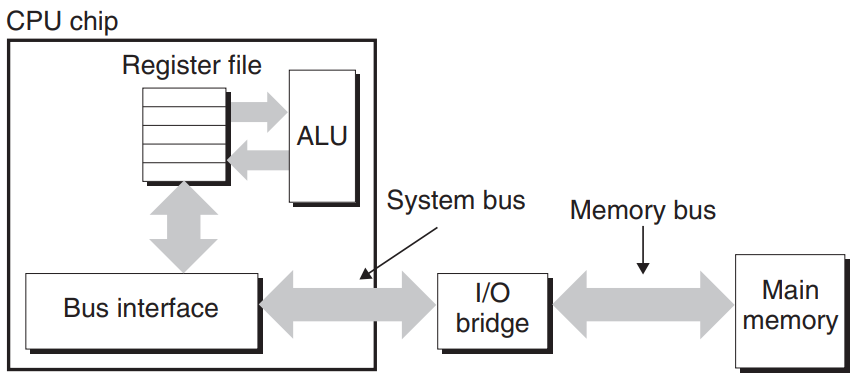 CPU chip
Register file
ALU
System bus
Memory bus
Bus interface
I/O
bridge
Main
memory